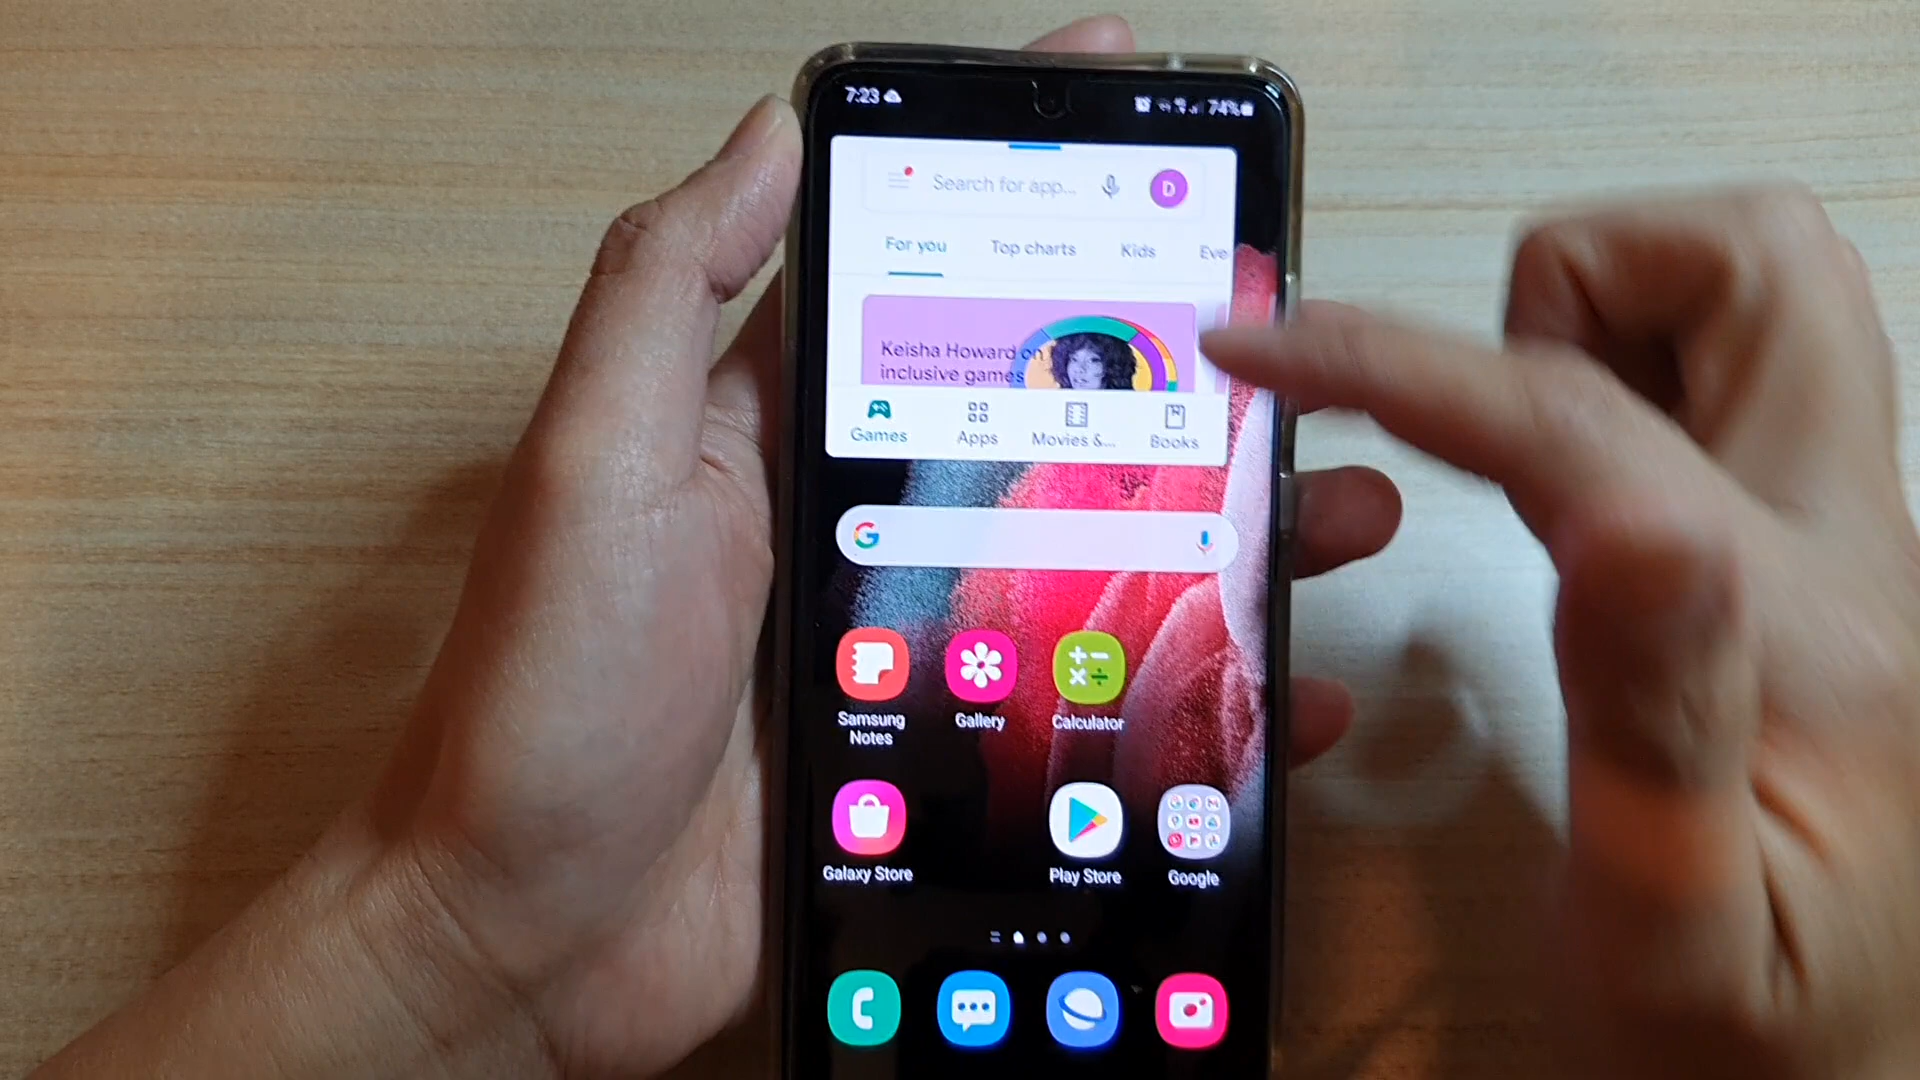 7:23
74%
Search for app...
D
For you
Top charts
Kids
Eve
Keisha Howard on
inclusive games
Games
Apps
Movies &...
Books
G
Samsung
Notes
Gallery
Calculator
Galaxy Store
Play Store
Google